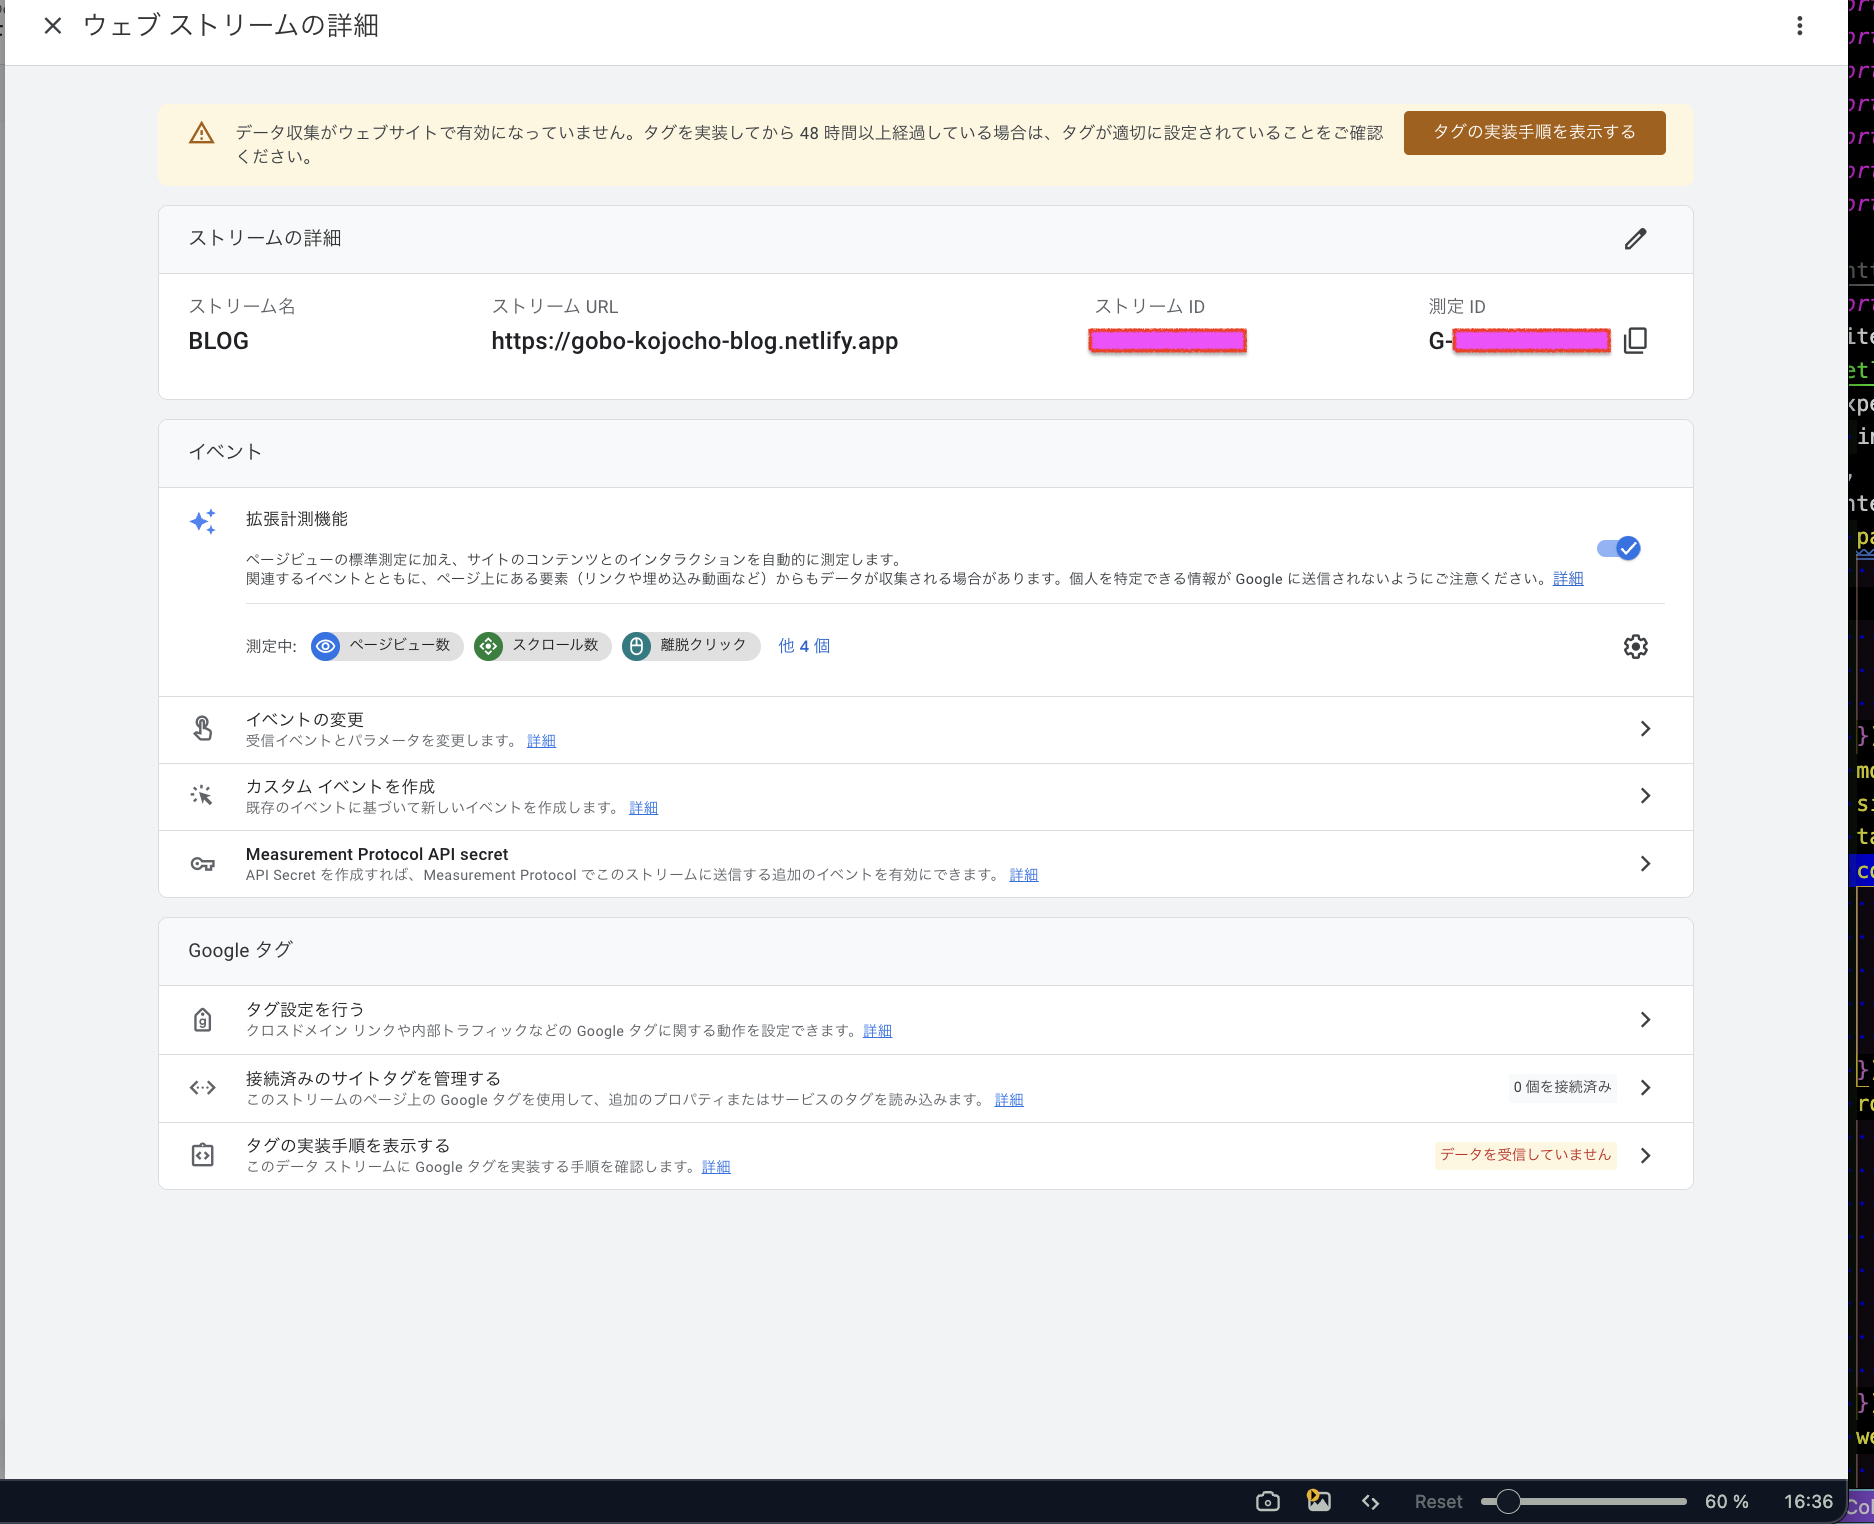 ウェブ ストリームの詳細
データ収集がウェブサイトで有効になっていません。タグを実装してから 48 時間以上経過している場合は、タグが適切に設定されていることをご確認
ください。
タグの実装手順を表示する
ストリームの詳細
ストリーム名
ストリーム URL
ストリーム ID
測定 ID
BLOG
https://gobo-kojocho-blog.netlify.app
G-
イベント
拡張計測機能
ページビューの標準測定に加え、サイトのコンテンツとのインタラクションを自動的に測定します。
関連するイベントとともに、ページ上にある要素（リンクや埋め込み動画など）からもデータが収集される場合があります。個人を特定できる情報が Google に送信されないようにご注意ください。詳細
測定中: ページビュー数 スクロール数 離脱クリック 他 4 個
イベントの変更
受信イベントとパラメータを変更します。 詳細
カスタム イベントを作成
既存のイベントに基づいて新しいイベントを作成します。 詳細
Measurement Protocol API secret
API Secret を作成すれば、Measurement Protocol でこのストリームに送信する追加のイベントを有効にできます。 詳細
Google タグ
タグ設定を行う
クロスドメイン リンクや内部トラフィックなどの Google タグに関する動作を設定できます。詳細
接続済みのサイトタグを管理する
このストリームのページ上の Google タグを使用して、追加のプロパティまたはサービスのタグを読み込みます。 詳細
0 個を接続済み
タグの実装手順を表示する
このデータ ストリームに Google タグを実装する手順を確認します。詳細
データを受信していません
Reset
60 %
16:36